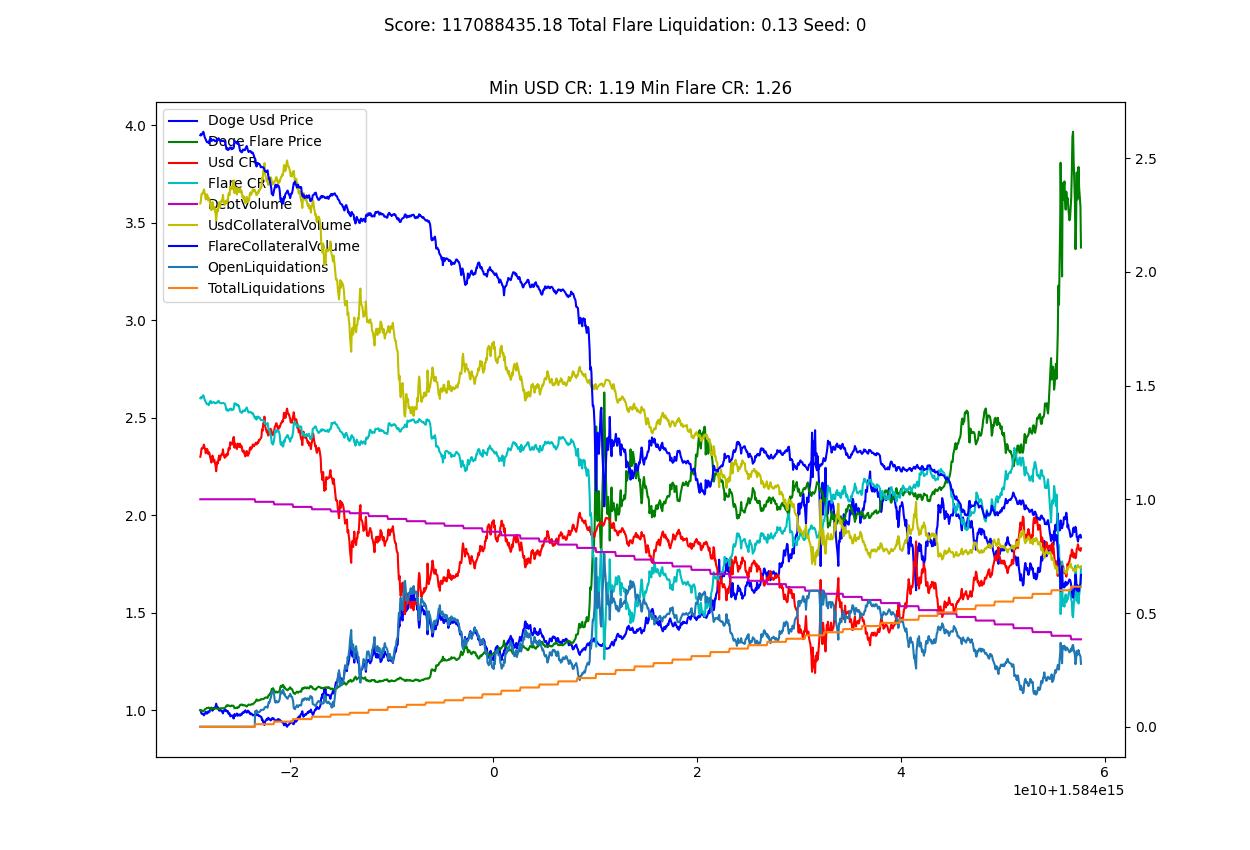 Score: 117088435.18 Total Flare Liquidation: 0.13 Seed: 0
Min USD CR: 1.19 Min Flare CR: 1.26
Doge Usd Price
Doge Flare Price
Usd CR
Flare CR
DebtVolume
UsdCollateralVolume
FlareCollateralVolume
OpenLiquidations
TotalLiquidations
4.0
3.5
3.0
2.5
2.0
1.5
1.0
2.5
2.0
1.5
1.0
0.5
0.0
−2 0 2 4 6
1e10+1.584e15